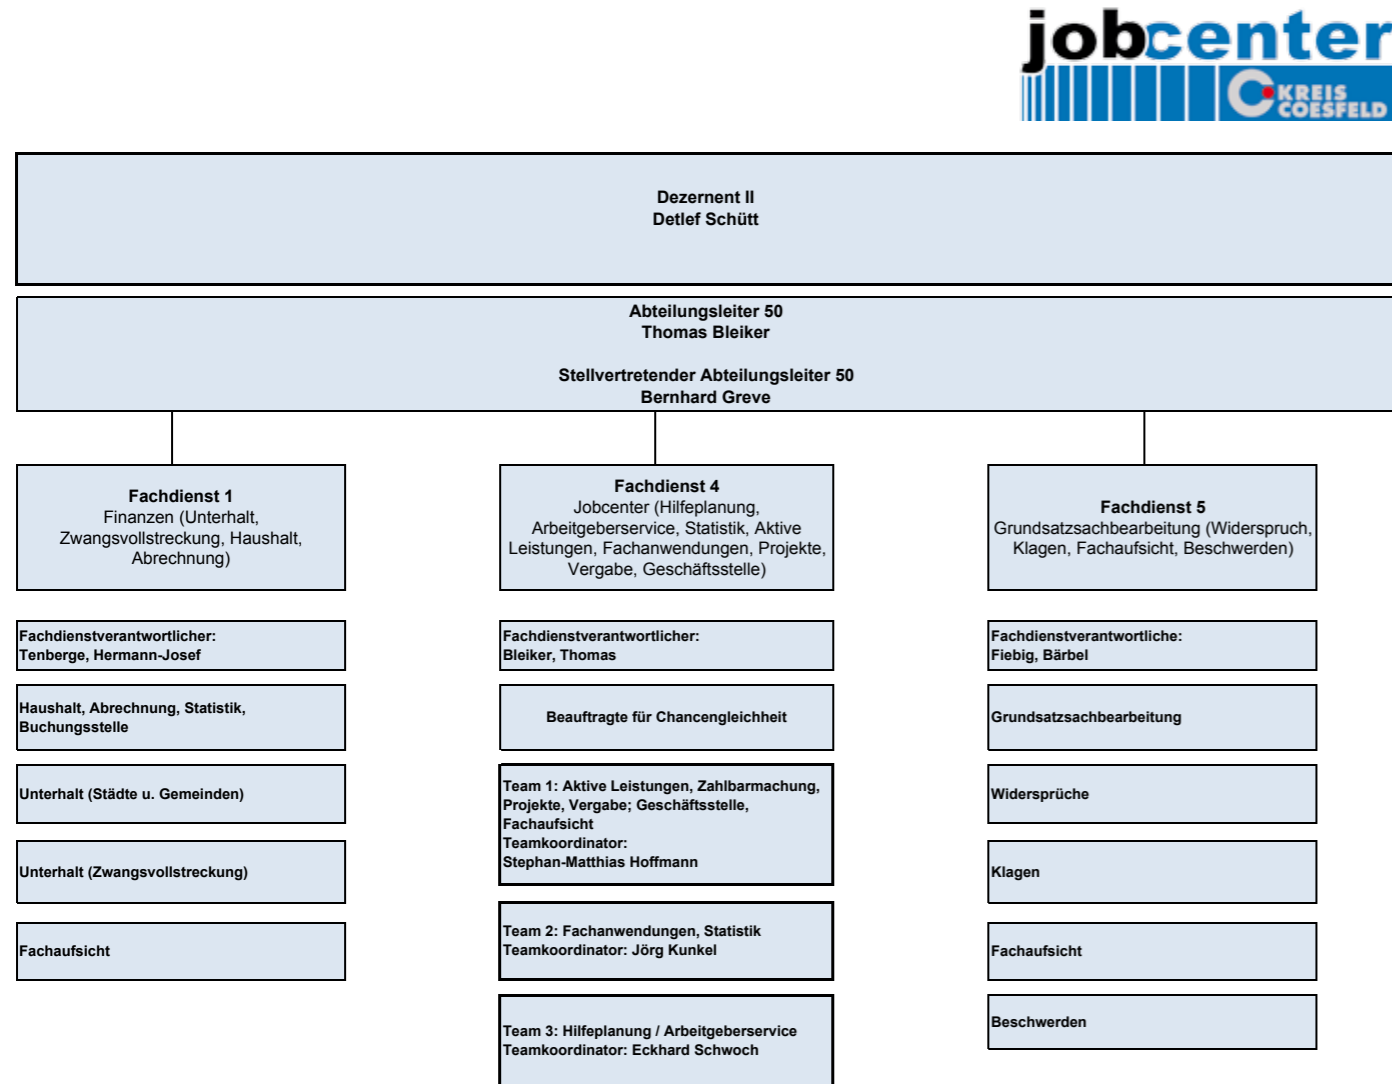 jobcenter
KREIS
COESFELD
Dezernent II
Detlef Schütt
Abteilungsleiter 50
Thomas Bleiker
Stellvertretender Abteilungsleiter 50
Bernhard Greve
Fachdienst 1
Finanzen (Unterhalt,
Zwangsvollstreckung, Haushalt,
Abrechnung)
Fachdienstverantwortlicher:
Tenberge, Hermann-Josef
Haushalt, Abrechnung, Statistik,
Buchungsstelle
Unterhalt (Städte u. Gemeinden)
Unterhalt (Zwangsvollstreckung)
Fachaufsicht
Fachdienst 4
Jobcenter (Hilfeplanung,
Arbeitgeberservice, Statistik, Aktive
Leistungen, Fachanwendungen, Projekte,
Vergabe, Geschäftsstelle)
Fachdienstverantwortlicher:
Bleiker, Thomas
Beauftragte für Chancengleichheit
Team 1: Aktive Leistungen, Zahlbarmachung,
Projekte, Vergabe; Geschäftsstelle,
Fachaufsicht
Teamkoordinator:
Stephan-Matthias Hoffmann
Team 2: Fachanwendungen, Statistik
Teamkoordinator: Jörg Kunkel
Team 3: Hilfeplanung / Arbeitgeberservice
Teamkoordinator: Eckhard Schwoch
Fachdienst 5
Grundsatzsachbearbeitung (Widerspruch,
Klagen, Fachaufsicht, Beschwerden)
Fachdienstverantwortliche:
Fiebig, Bärbel
Grundsatzsachbearbeitung
Widersprüche
Klagen
Fachaufsicht
Beschwerden